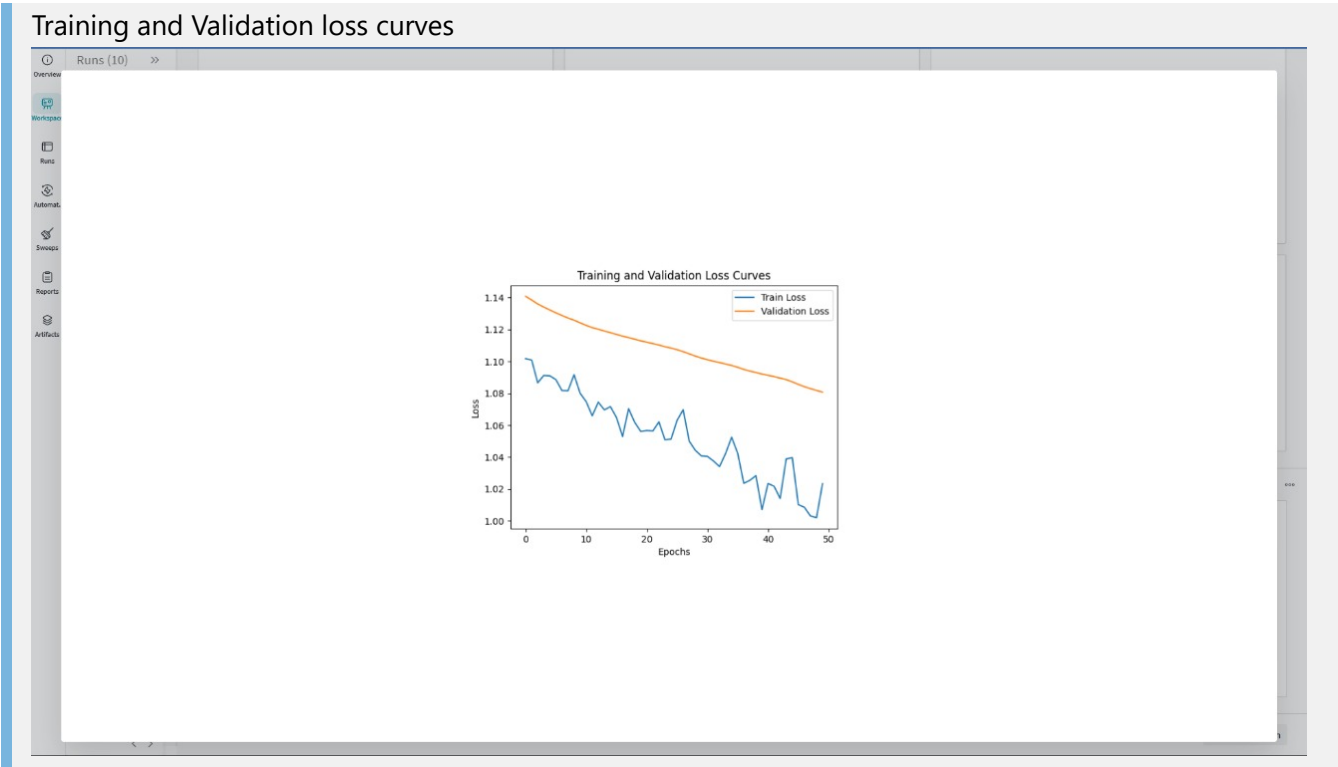 Training and Validation loss curves
Overview
Runs (10)
Workspac
Runs
Automat.
Sweeps
Reports
Artifacts
Training and Validation Loss Curves
Train Loss
Validation Loss
1.14
1.12
1.10
1.08
1.06
1.04
1.02
1.00
Loss
0 10 20 30 40 50
Epochs